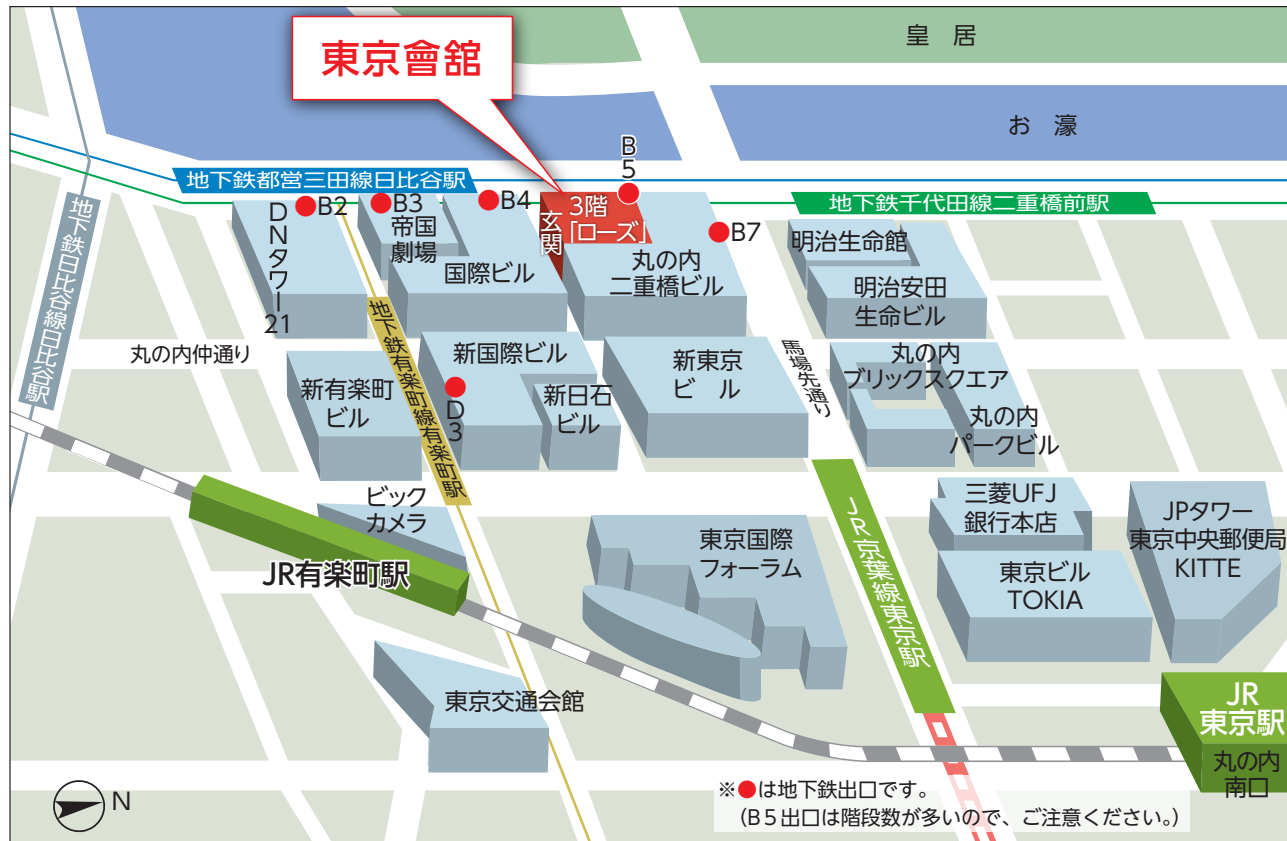 皇居
東京會舘
お濠
B5
地下鉄都営三田線日比谷駅
B2
B3
B4
玄関
3階
「ローズ」
B7
地下鉄千代田線二重橋前駅
地下鉄日比谷線日比谷駅
DNタワー21
帝国
劇場
国際ビル
丸の内
二重橋ビル
明治生命館
明治安田
生命ビル
丸の内仲通り
地下鉄有楽町線有楽町駅
新有楽町
ビル
新国際ビル
D3
新日石
ビル
新東京
ビル
馬場先通り
丸の内
ブリックスクエア
丸の内
パークビル
ビック
カメラ
JR有楽町駅
東京国際
フォーラム
JR京葉線東京駅
三菱UFJ
銀行本店
東京ビル
TOKIA
JPタワー
東京中央郵便局
KITTE
東京交通会館
JR
東京駅
丸の内
南口
N
※●は地下鉄出口です。
(B5出口は階段数が多いので、ご注意ください。)